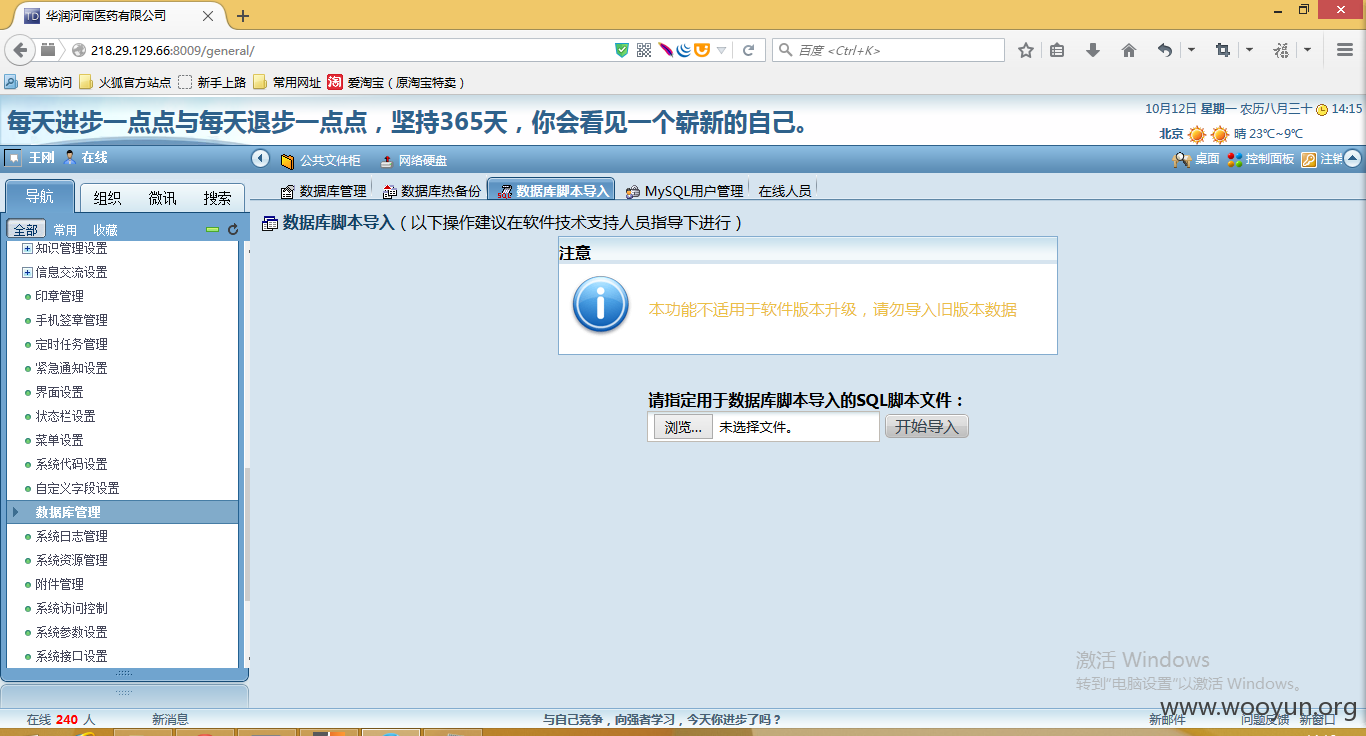 华润河南医药有限公司
218.29.129.66:8009/general/
百度 <Ctrl+K>
最常访问 火狐官方站点 新手上路 常用网址 爱淘宝（原淘宝特卖）
每天进步一点点与每天退步一点点，坚持365天，你会看见一个崭新的自己。
10月12日 星期一 农历八月三十 14:15
北京 晴 23℃~9℃
王刚 在线 公共文件柜 网络硬盘 桌面 控制面板 注销
导航 组织 微讯 搜索
数据库管理 数据库热备份 数据库脚本导入 MySQL用户管理 在线人员
全部 常用 收藏
数据库脚本导入（以下操作建议在软件技术支持人员指导下进行）
知识管理设置
信息交流设置
印章管理
手机签章管理
定时任务管理
紧急通知设置
界面设置
状态栏设置
菜单设置
系统代码设置
自定义字段设置
数据库管理
系统日志管理
系统资源管理
附件管理
系统访问控制
系统参数设置
系统接口设置
注意
本功能不适用于软件版本升级，请勿导入旧版本数据
请指定用于数据库脚本导入的SQL脚本文件：
浏览... 未选择文件。 开始导入
激活 Windows
转到"电脑设置"以激活 Windows。
www.wooyun.org
在线 240 人 新消息 与自己竞争，向强者学习，今天你进步了吗？ 新邮件 问题反馈 新窗口